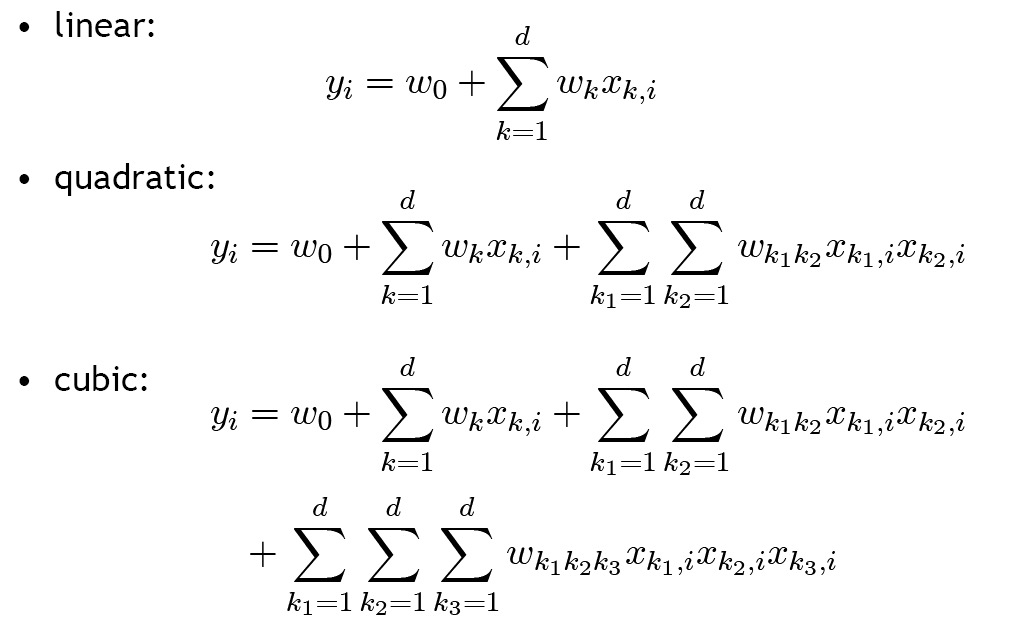 • linear:
$y_i = w_0 + \sum_{k=1}^{d} w_k x_{k,i}$
• quadratic:
$y_i = w_0 + \sum_{k=1}^{d} w_k x_{k,i} + \sum_{k_1=1}^{d} \sum_{k_2=1}^{d} w_{k_1 k_2} x_{k_1,i} x_{k_2,i}$
• cubic:
$y_i = w_0 + \sum_{k=1}^{d} w_k x_{k,i} + \sum_{k_1=1}^{d} \sum_{k_2=1}^{d} w_{k_1 k_2} x_{k_1,i} x_{k_2,i}$
$+ \sum_{k_1=1}^{d} \sum_{k_2=1}^{d} \sum_{k_3=1}^{d} w_{k_1 k_2 k_3} x_{k_1,i} x_{k_2,i} x_{k_3,i}$